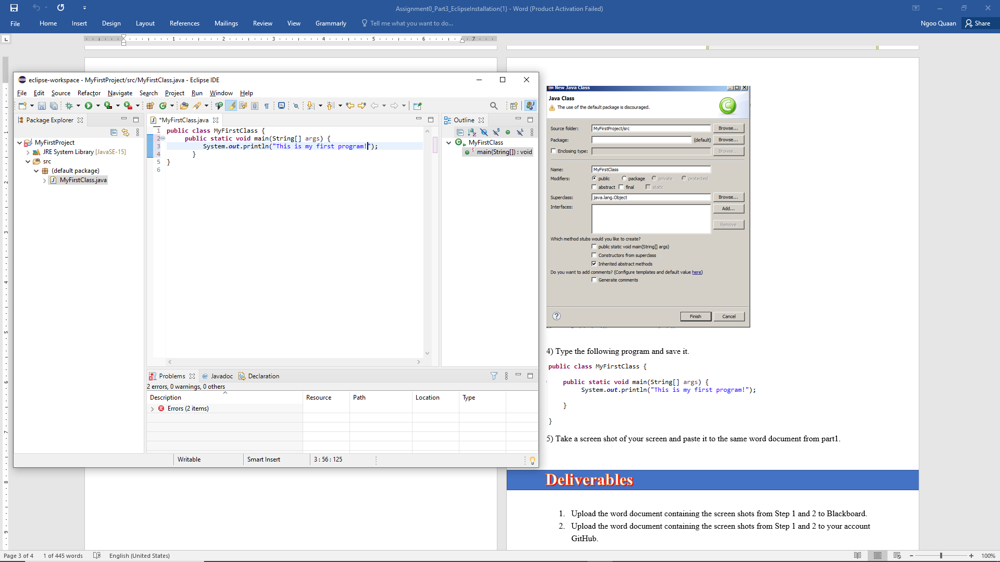 Assignment0_Part3_EclipseInstallation(1) - Word (Product Activation Failed)
File Home Insert Design Layout References Mailings Review View Grammarly Tell me what you want to do... Ngoo Quaan Share
1 2 3 4 5 6 7
eclipse-workspace - MyFirstProject/src/MyFirstClass.java - Eclipse IDE
File Edit Source Refactor Navigate Search Project Run Window Help
Package Explorer
MyFirstProject
JRE System Library [JavaSE-15]
src
(default package)
MyFirstClass.java
*MyFirstClass.java
1 public class MyFirstClass {
2 public static void main(String[] args) {
3 System.out.println("This is my first program!");
4 }
5 }
6
Outline
MyFirstClass
main(String[]) : void
Problems @ Javadoc Declaration
2 errors, 0 warnings, 0 others
Description Resource Path Location Type
Errors (2 items)
Writable Smart Insert 3 : 56 : 125
New Java Class
Java Class
The use of the default package is discouraged.
Source folder: MyFirstProject/src Browse...
Package: (default) Browse...
Enclosing type: Browse...
Name: MyFirstClass
Modifiers: public package private protected
abstract final static
Superclass: java.lang.Object Browse...
Interfaces: Add...
Remove
Which method stubs would you like to create?
public static void main(String[] args)
Constructors from superclass
Inherited abstract methods
Do you want to add comments? (Configure templates and default value here)
Generate comments
? Finish Cancel
4) Type the following program and save it.
public class MyFirstClass {
public static void main(String[] args) {
System.out.println("This is my first program!");
}
}
5) Take a screen shot of your screen and paste it to the same word document from part1.
Deliverables
1. Upload the word document containing the screen shots from Step 1 and 2 to Blackboard.
2. Upload the word document containing the screen shots from Step 1 and 2 to your account
GitHub.
Page 3 of 4 1 of 445 words English (United States) 100%